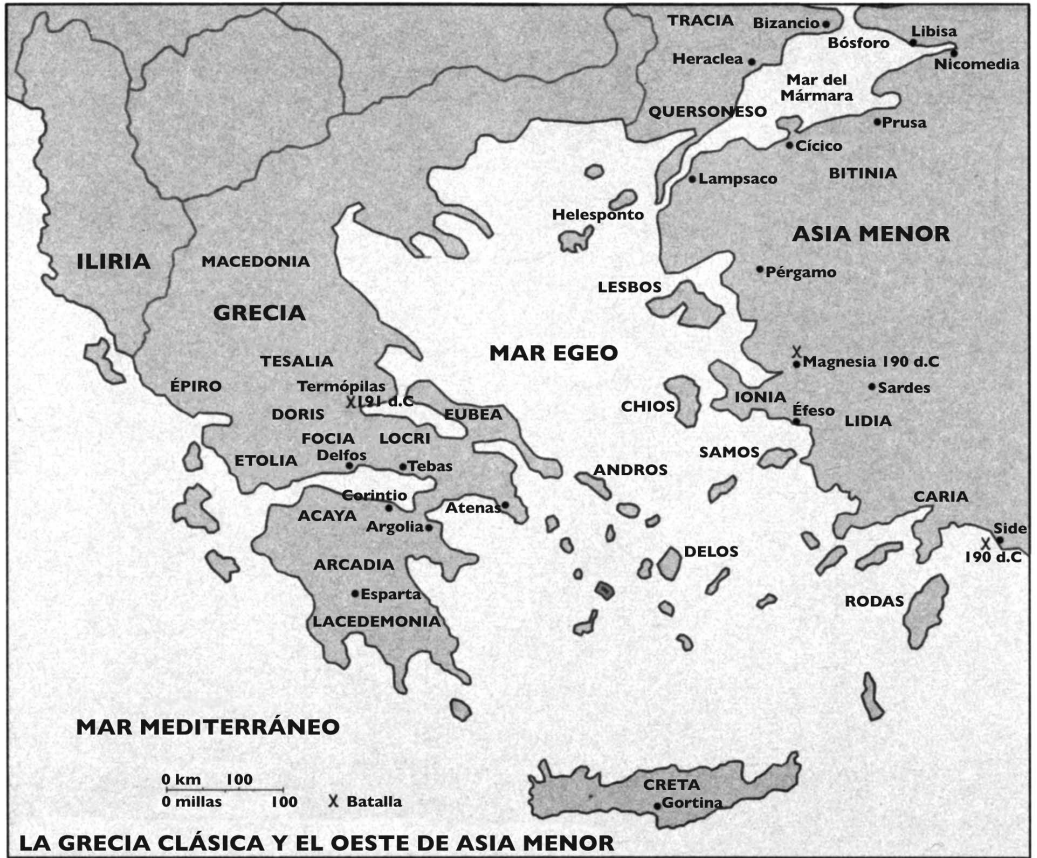 TRACIA
Bizancio
Bósforo
Libisa
Heraclea
Nicomedia
Mar del
Mármara
QUERSONESO
Prusa
Cícico
Lampsaco
BITINIA
Helesponto
ASIA MENOR
ILIRIA
MACEDONIA
Pérgamo
LESBOS
GRECIA
MAR EGEO
TESALIA
X
Magnesia 190 d.C
ÉPIRO
Termópilas
X 191 d.C
Sardes
IONIA
CHIOS
EUBEA
DORIS
Éfeso
LIDIA
FOCIA
LOCRI
Delfos
ETOLIA
Tebas
SAMOS
ANDROS
Corintio
CARIA
ACAYA
Atenas
Argolia
Side
X
190 d.C
DELOS
ARCADIA
Esparta
RODAS
LACEDEMONIA
MAR MEDITERRÁNEO
0 km 100
0 millas 100
X Batalla
CRETA
Gortina
LA GRECIA CLÁSICA Y EL OESTE DE ASIA MENOR